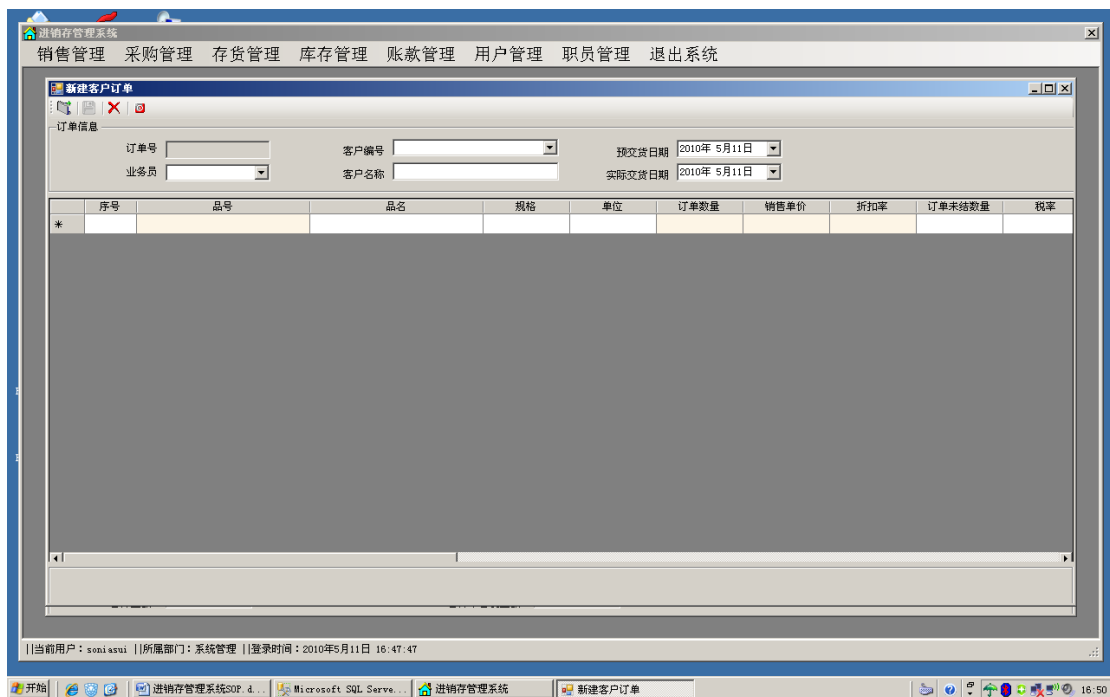 进销存管理系统
销售管理 采购管理 存货管理 库存管理 账款管理 用户管理 职员管理 退出系统
新建客户订单
订单信息
订单号 客户编号 预交货日期 2010年 5月11日
业务员 客户名称 实际交货日期 2010年 5月11日
序号 品号 品名 规格 单位 订单数量 销售单价 折扣率 订单未结数量 税率
*
||当前用户：soniasui ||所属部门：系统管理 ||登录时间：2010年5月11日 16:47:47
开始 进销存管理系统SOP.d... Microsoft SQL Serve... 进销存管理系统 新建客户订单 16:50